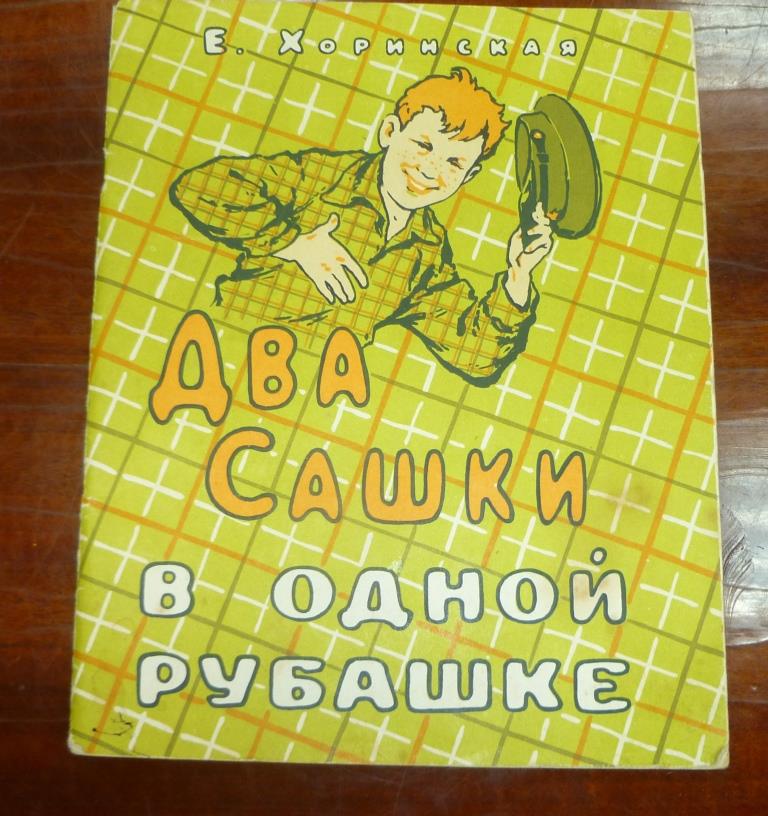 Е. Хоринская
Два
Сашки
в одной
рубашке